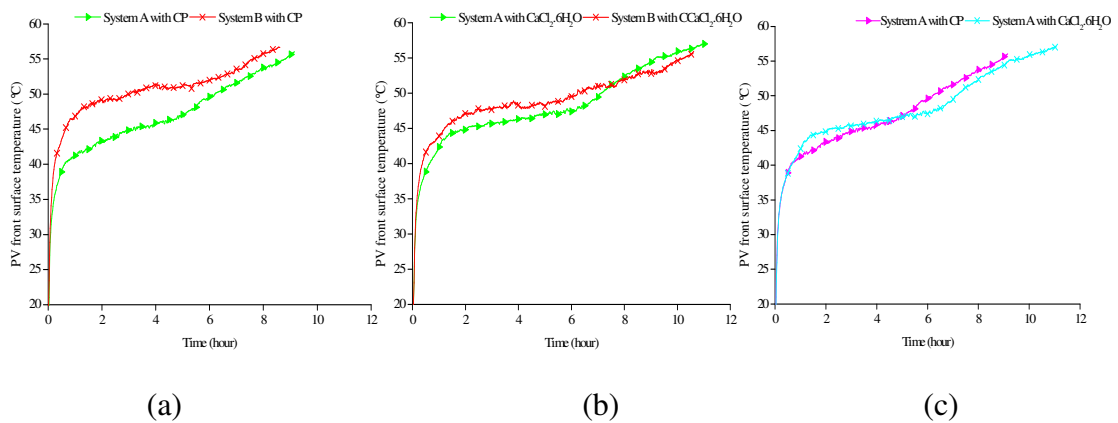 System A with CP System B with CP
60
55
50
45
40
35
30
25
20
0 2 4 6 8 10 12
PV front surface temperature (°C)
Time (hour)
(a)
System A with CaCl₂.6H₂O System B with CCaCl₂.6H₂O
60
55
50
45
40
35
30
25
20
0 2 4 6 8 10 12
PV front surface temperature (°C)
Time (hour)
(b)
Systrem A with CP System A with CaCl₂.6H₂O
60
55
50
45
40
35
30
25
20
0 2 4 6 8 10 12
PV front surface temperature (°C)
Time (hour)
(c)